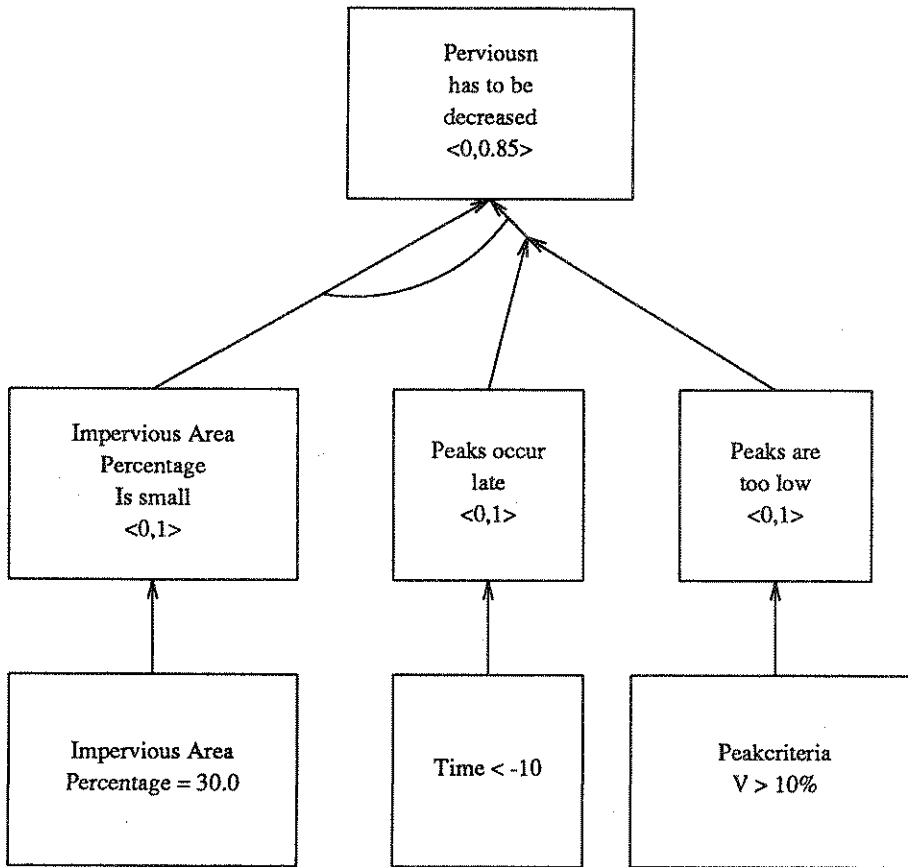 Perviousn
has to be
decreased
<0,0.85>
Impervious Area
Percentage
Is small
<0,1>
Peaks occur
late
<0,1>
Peaks are
too low
<0,1>
Impervious Area
Percentage = 30.0
Time < -10
Peakcriteria
V > 10%